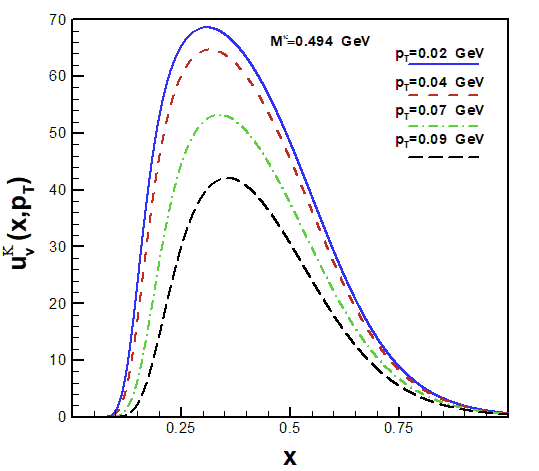 70
60
50
40
30
20
10
0
0.25
0.5
0.75
x
u_v^K (x,p_T)
M^K=0.494 GeV
p_T=0.02 GeV
p_T=0.04 GeV
p_T=0.07 GeV
p_T=0.09 GeV